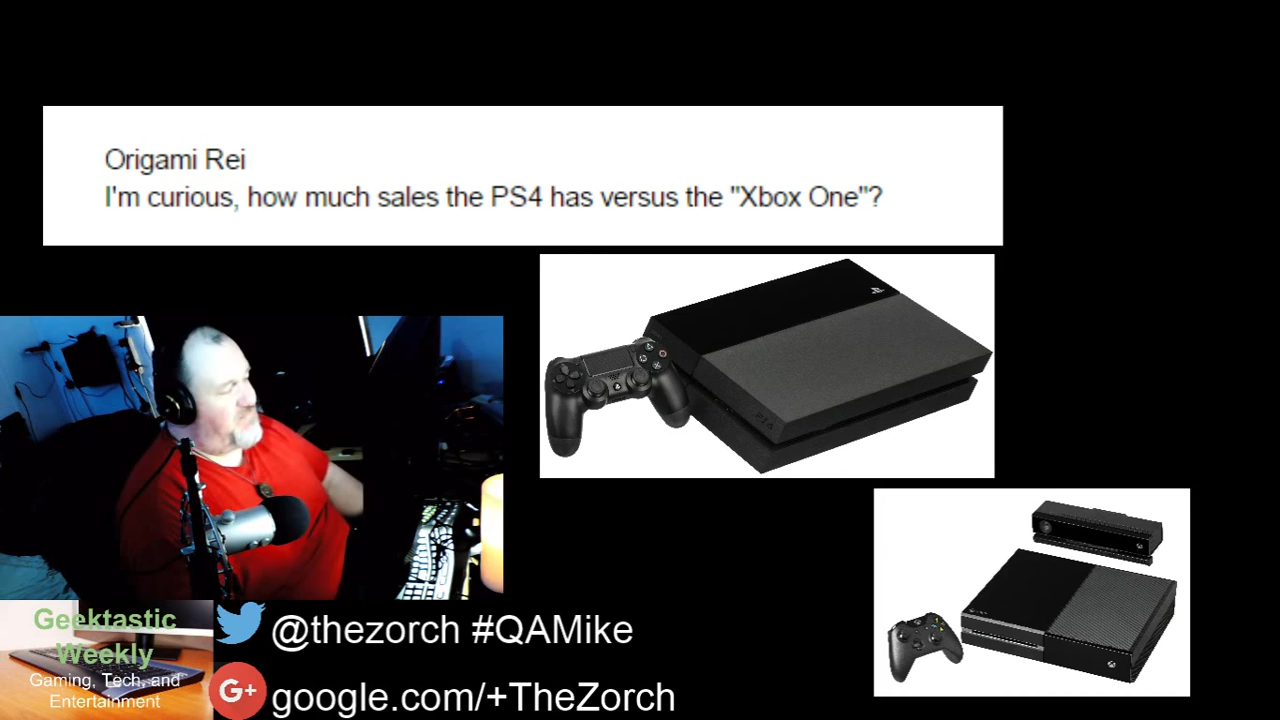 Origami Rei
I'm curious, how much sales the PS4 has versus the "Xbox One"?
PS4
Geektastic
Weekly
Gaming, Tech, and
Entertainment
@thezorch #QAMike
G+
google.com/+TheZorch